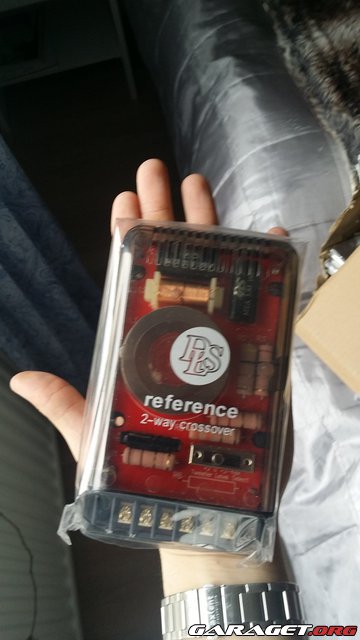 DLS
reference
2-way crossover
GARAGET.ORG